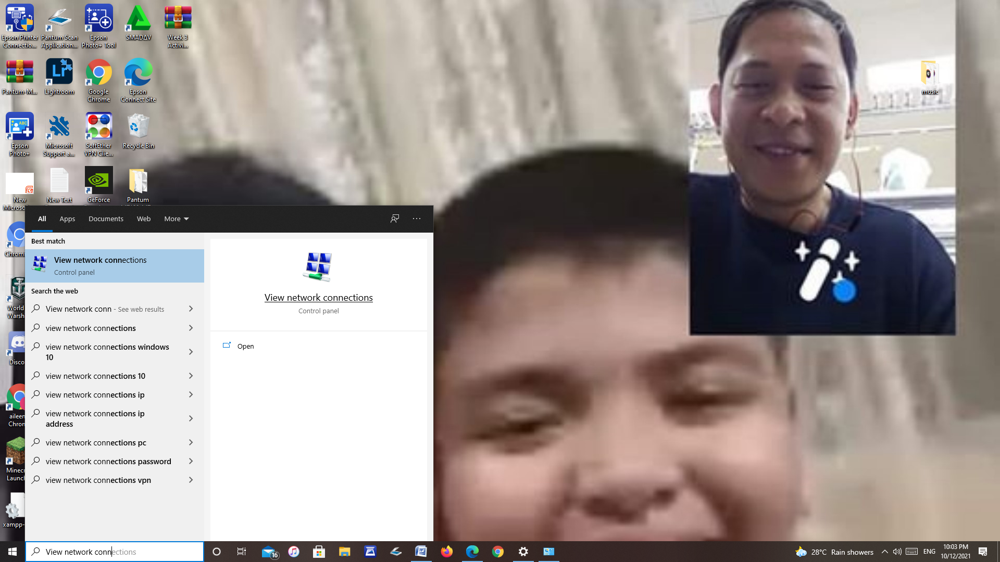 Epson Printer
Connectio...
Pantum Scan
Application...
Epson
Photo+ Tool
SMADΔV
Week 3
Activi...
Pantum-M...
Lr
Lightroom
Google
Chrome
Epson
Connect Site
music
ABC
Epson
Photo+
Microsoft
Support a...
SoftEther
VPN Clie...
Recycle Bin
New
Microso
New Text
GeForce
Pantum
Chromi
World
Warsh
Disco
aileen
Chron
Minecr
Launch
xampp-
All
Apps
Documents
Web
More
Best match
View network connections
Control panel
Search the web
View network conn - See web results
view network connections
view network connections windows
10
view network connections 10
view network connections ip
view network connections ip
address
view network connections pc
view network connections password
view network connections vpn
View network connections
Control panel
Open
View network connections
16
W
28°C Rain showers
ENG
10:03 PM
10/12/2021